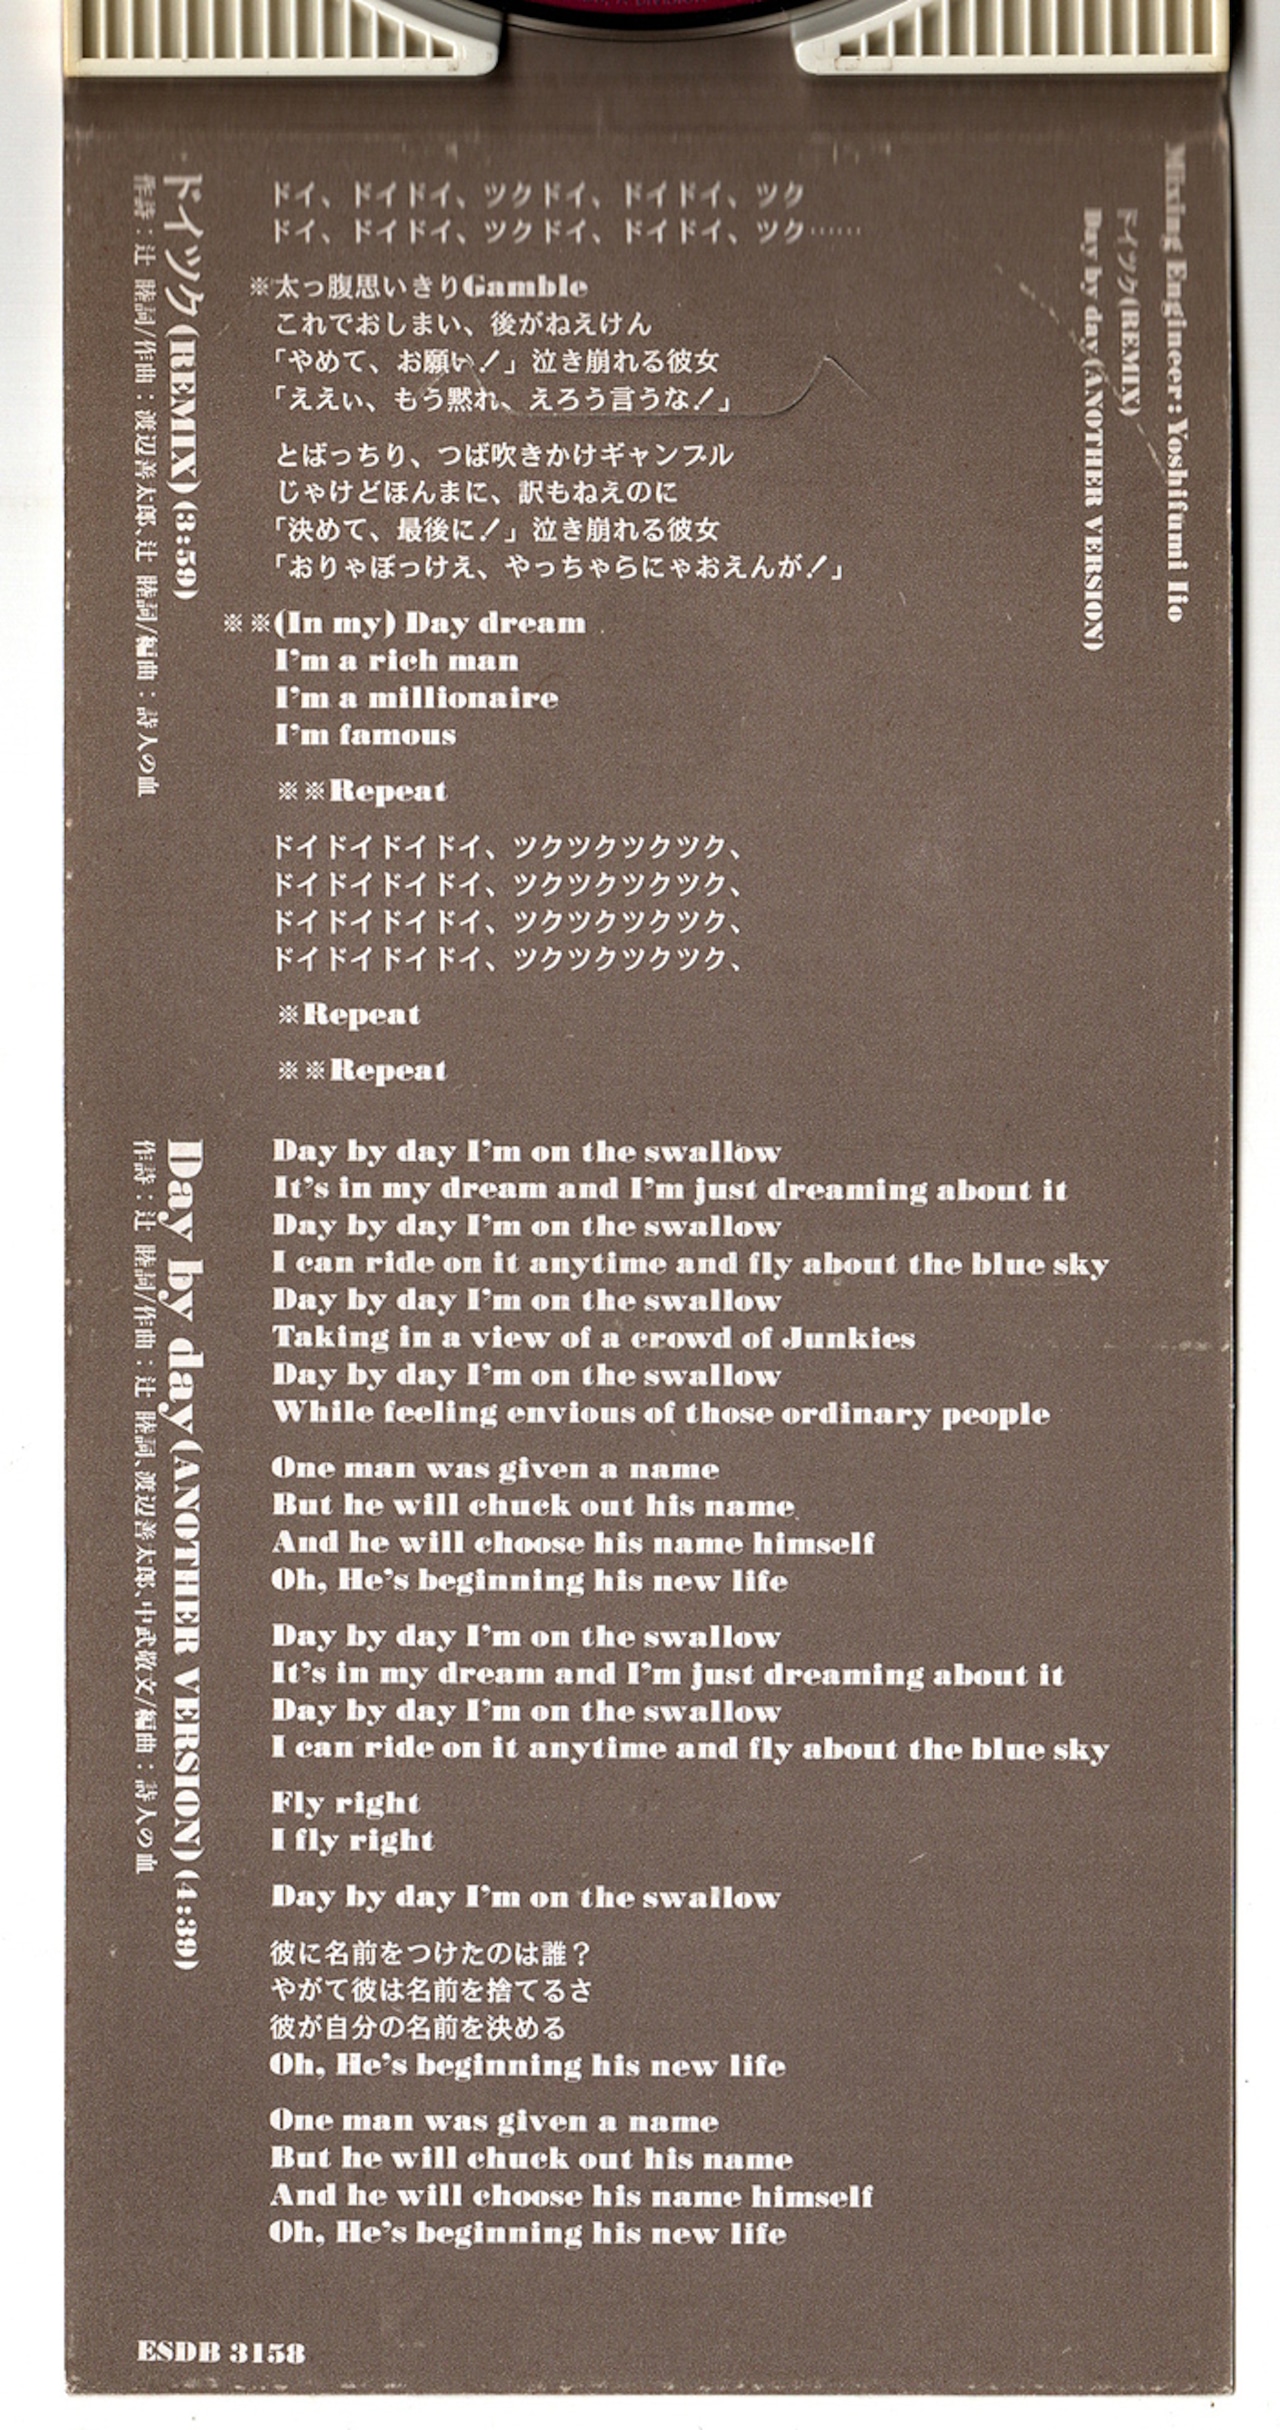 Mixing Engineer:Yoshifumi Iio
ドイツク(REMIX)
Day by day(ANOTHER VERSION)
ドイツク(REMIX)(3:59)
作詩：辻 睦詞/作曲：渡辺善太郎、辻 睦詞/編曲：詩人の血
ドイ、ドイドイ、ツクドイ、ドイドイ、ツク
ドイ、ドイドイ、ツクドイ、ドイドイ、ツク……
※太っ腹思いきりGamble
これでおしまい、後がねえけん
「やめて、お願い！」泣き崩れる彼女
「ええぃ、もう黙れ、えろう言うな！」
とばっちり、つば吹きかけギャンブル
じゃけどほんまに、訳もねえのに
「決めて、最後に！」泣き崩れる彼女
「おりゃぼっけえ、やっちゃらにゃおえんが！」
※※(In my) Day dream
I'm a rich man
I'm a millionaire
I'm famous
※※Repeat
ドイドイドイドイ、ツクツクツクツク、
ドイドイドイドイ、ツクツクツクツク、
ドイドイドイドイ、ツクツクツクツク、
ドイドイドイドイ、ツクツクツクツク、
※Repeat
※※Repeat
Day by day(ANOTHER VERSION)(4:39)
作詩：辻 睦詞/作曲：辻 睦詞、渡辺善太郎、中武敬文/編曲：詩人の血
Day by day I'm on the swallow
It's in my dream and I'm just dreaming about it
Day by day I'm on the swallow
I can ride on it anytime and fly about the blue sky
Day by day I'm on the swallow
Taking in a view of a crowd of Junkies
Day by day I'm on the swallow
While feeling envious of those ordinary people
One man was given a name
But he will chuck out his name
And he will choose his name himself
Oh, He's beginning his new life
Day by day I'm on the swallow
It's in my dream and I'm just dreaming about it
Day by day I'm on the swallow
I can ride on it anytime and fly about the blue sky
Fly right
I fly right
Day by day I'm on the swallow
彼に名前をつけたのは誰？
やがて彼は名前を捨てるさ
彼が自分の名前を決める
Oh, He's beginning his new life
One man was given a name
But he will chuck out his name
And he will choose his name himself
Oh, He's beginning his new life
ESDB 3158